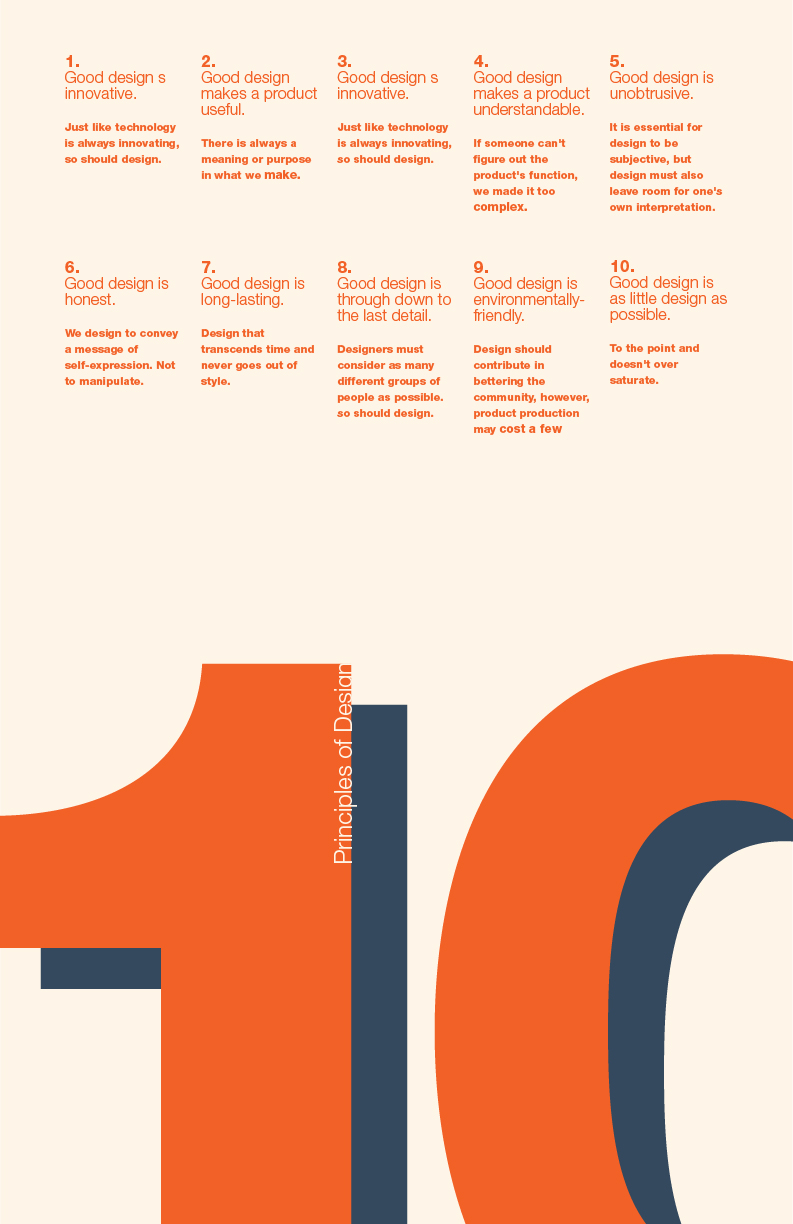 1.
Good design s
innovative.
Just like technology
is always innovating,
so should design.
2.
Good design
makes a product
useful.
There is always a
meaning or purpose
in what we make.
3.
Good design s
innovative.
Just like technology
is always innovating,
so should design.
4.
Good design
makes a product
understandable.
If someone can't
figure out the
product's function,
we made it too
complex.
5.
Good design is
unobtrusive.
It is essential for
design to be
subjective, but
design must also
leave room for one's
own interpretation.
6.
Good design is
honest.
We design to convey
a message of
self-expression. Not
to manipulate.
7.
Good design is
long-lasting.
Design that
transcends time and
never goes out of
style.
8.
Good design is
through down to
the last detail.
Designers must
consider as many
different groups of
people as possible.
so should design.
9.
Good design is
environmentally-
friendly.
Design should
contribute in
bettering the
community, however,
product production
may cost a few
10.
Good design is
as little design as
possible.
To the point and
doesn't over
saturate.
10
Principles of Design